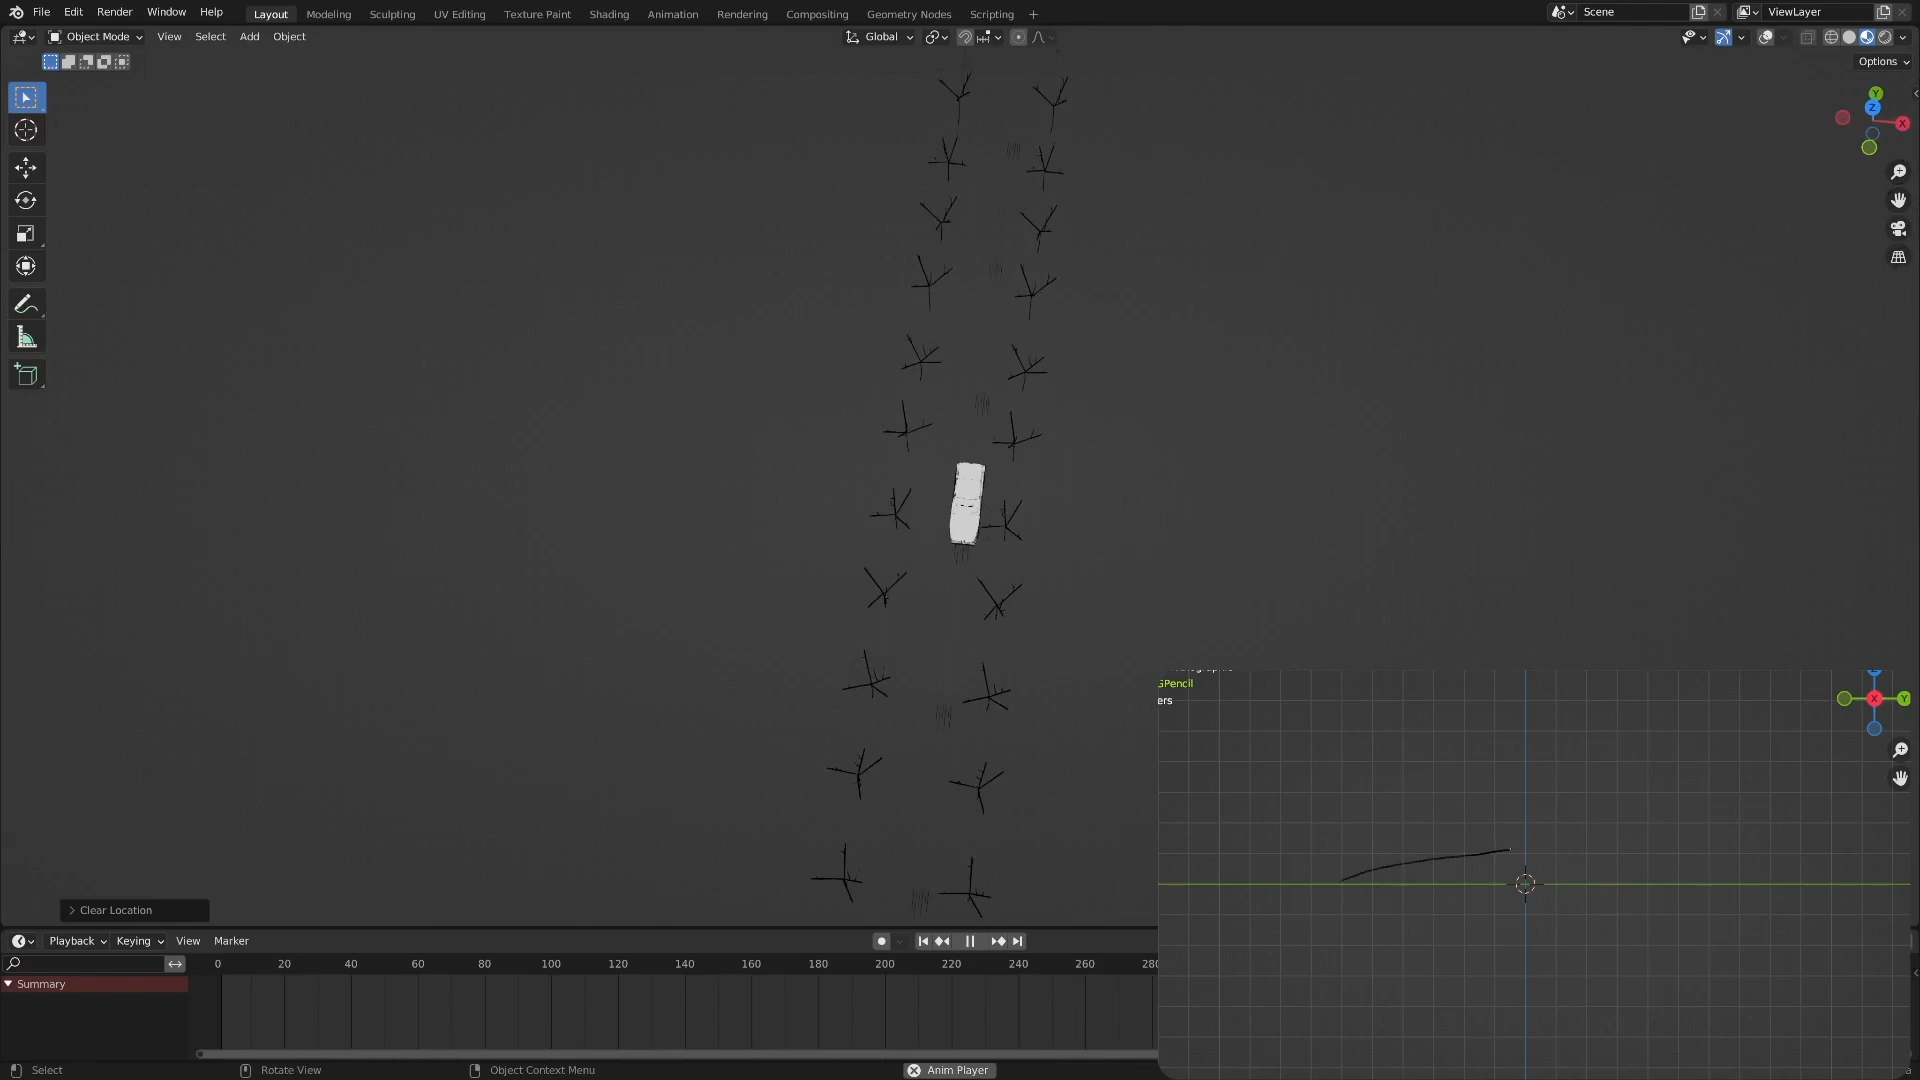 File Edit Render Window Help Layout Modeling Sculpting UV Editing Texture Paint Shading Animation Rendering Compositing Geometry Nodes Scripting + Scene ViewLayer
Object Mode View Select Add Object Global
Options
Y
Z
X
GPencil
ers
X
Y
> Clear Location
Playback Keying View Marker
0 20 40 60 80 100 120 140 160 180 200 220 240 260 280
Summary
Select Rotate View Object Context Menu Anim Player